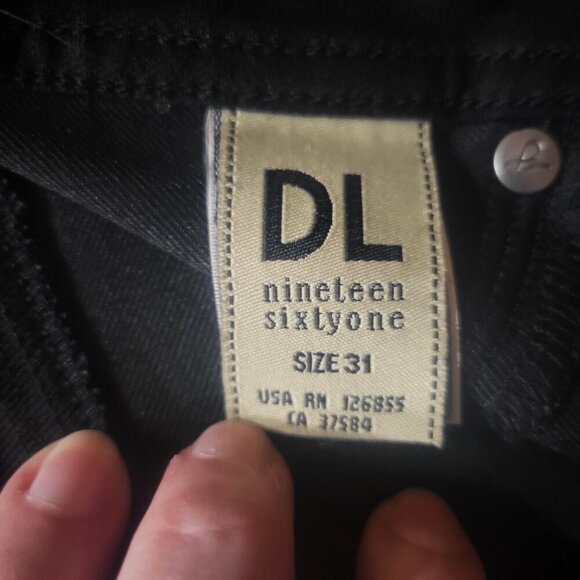 DL
nineteen
sixtyone
SIZE 31
USA RN 126855
CA 37584